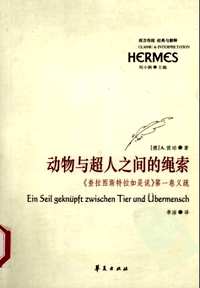 西方传统 经典与解释
CLASSIC & INTERPRETATION
HERMES
刘小枫●主编
[德]A.彼珀 著
动物与超人之间的绳索
《查拉图斯特拉如是说》第一卷义疏
Ein Seil geknüpft zwischen Tier und Übermensch
李洁 译
华夏出版社